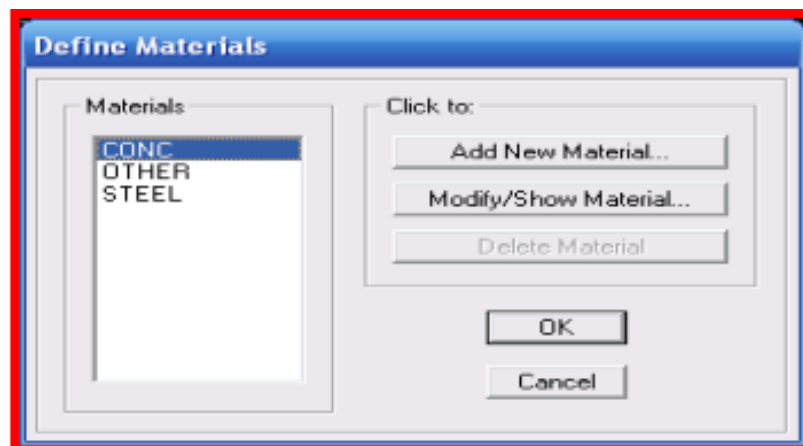 Define Materials
Materials
CONC
OTHER
STEEL
Click to:
Add New Material...
Modify/Show Material...
Delete Material
OK
Cancel